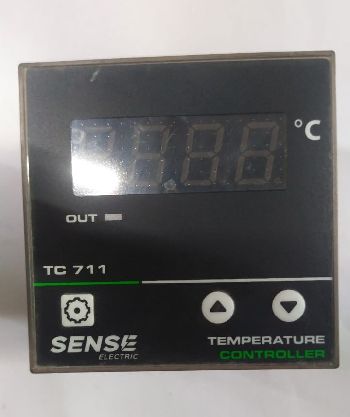 °C
OUT
TC 711
SENSE
ELECTRIC
TEMPERATURE
CONTROLLER